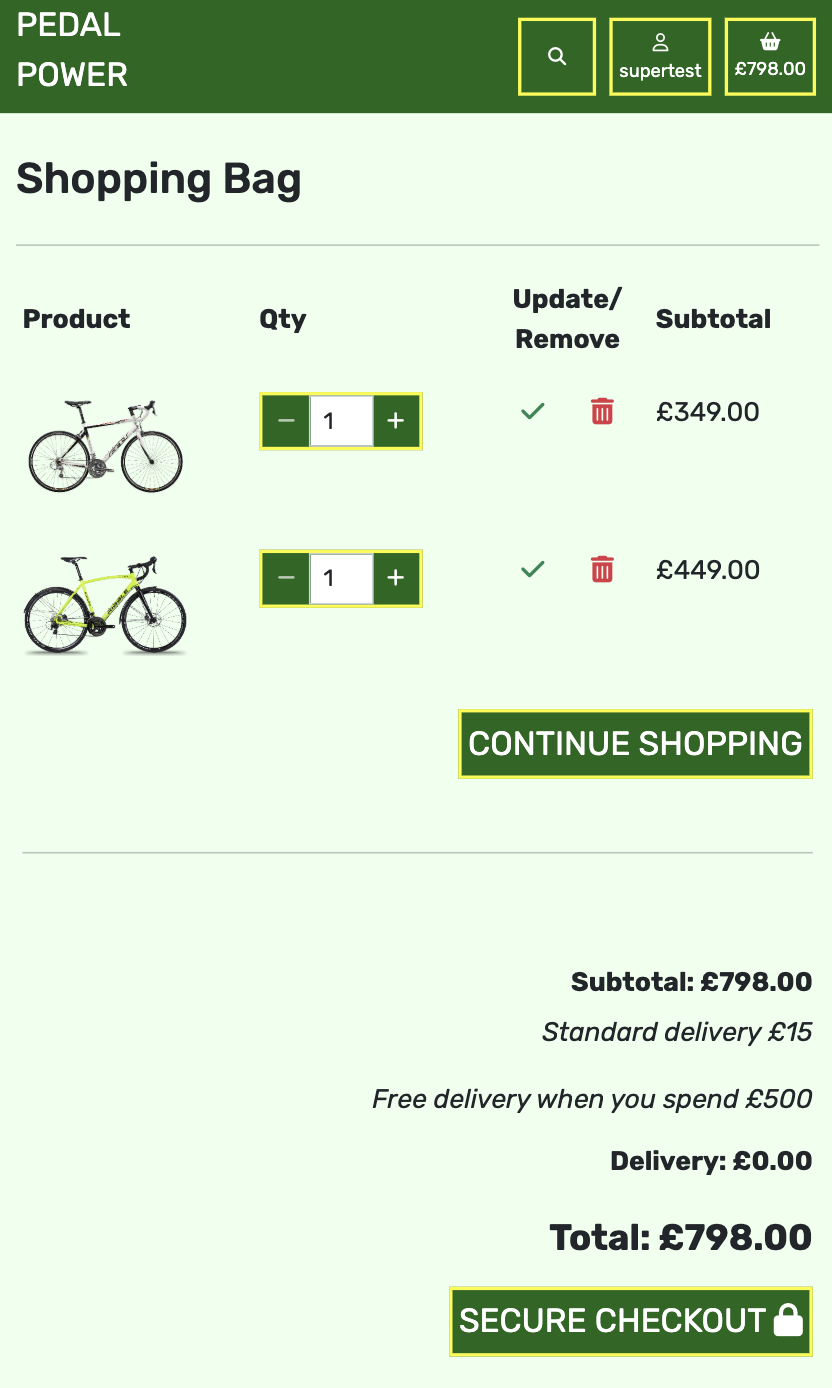 PEDAL
POWER
supertest
£798.00
Shopping Bag
Product
Qty
Update/
Remove
Subtotal
1
£349.00
1
£449.00
CONTINUE SHOPPING
Subtotal: £798.00
Standard delivery £15
Free delivery when you spend £500
Delivery: £0.00
Total: £798.00
SECURE CHECKOUT